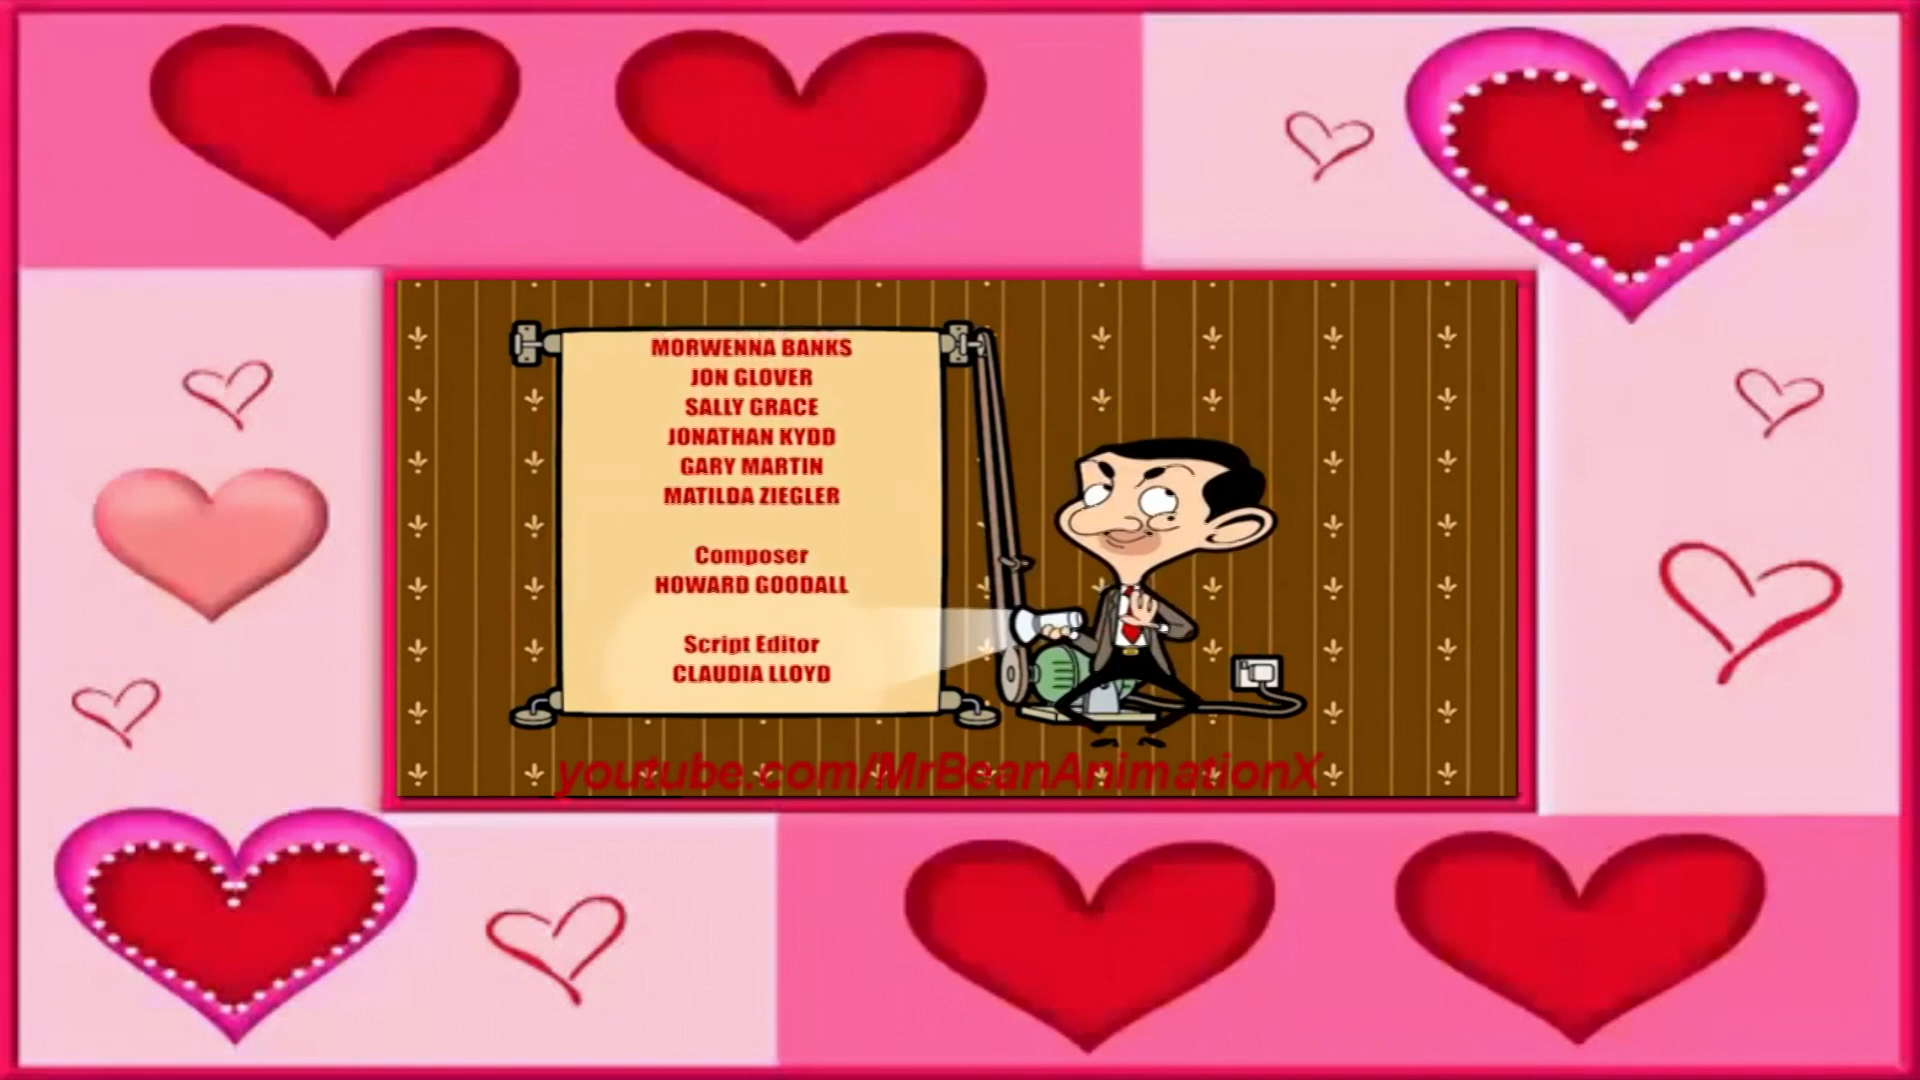 MORWENNA BANKS
JON GLOVER
SALLY GRACE
JONATHAN KYDD
GARY MARTIN
MATILDA ZIEGLER
Composer
HOWARD GOODALL
Script Editor
CLAUDIA LLOYD
youtube.com/MrBeanAnimationX